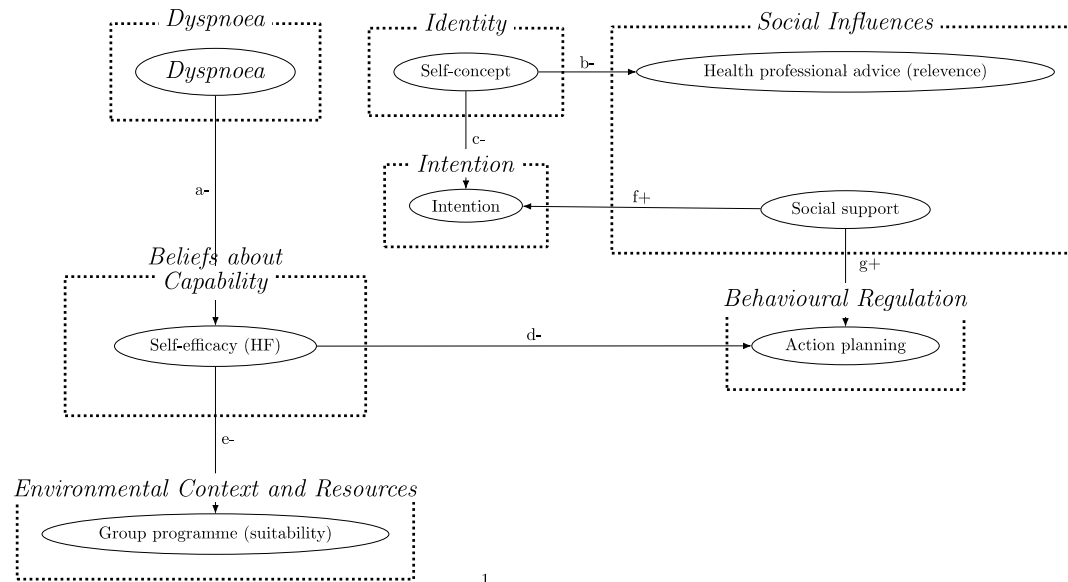 Dyspnoea
Identity
Social Influences
Dyspnoea
Self-concept
b-
Health professional advice (relevence)
c-
Intention
a-
Intention
f+
Social support
Beliefs about
Capability
g+
Behavioural Regulation
Self-efficacy (HF)
d-
Action planning
e-
Environmental Context and Resources
Group programme (suitability)
1